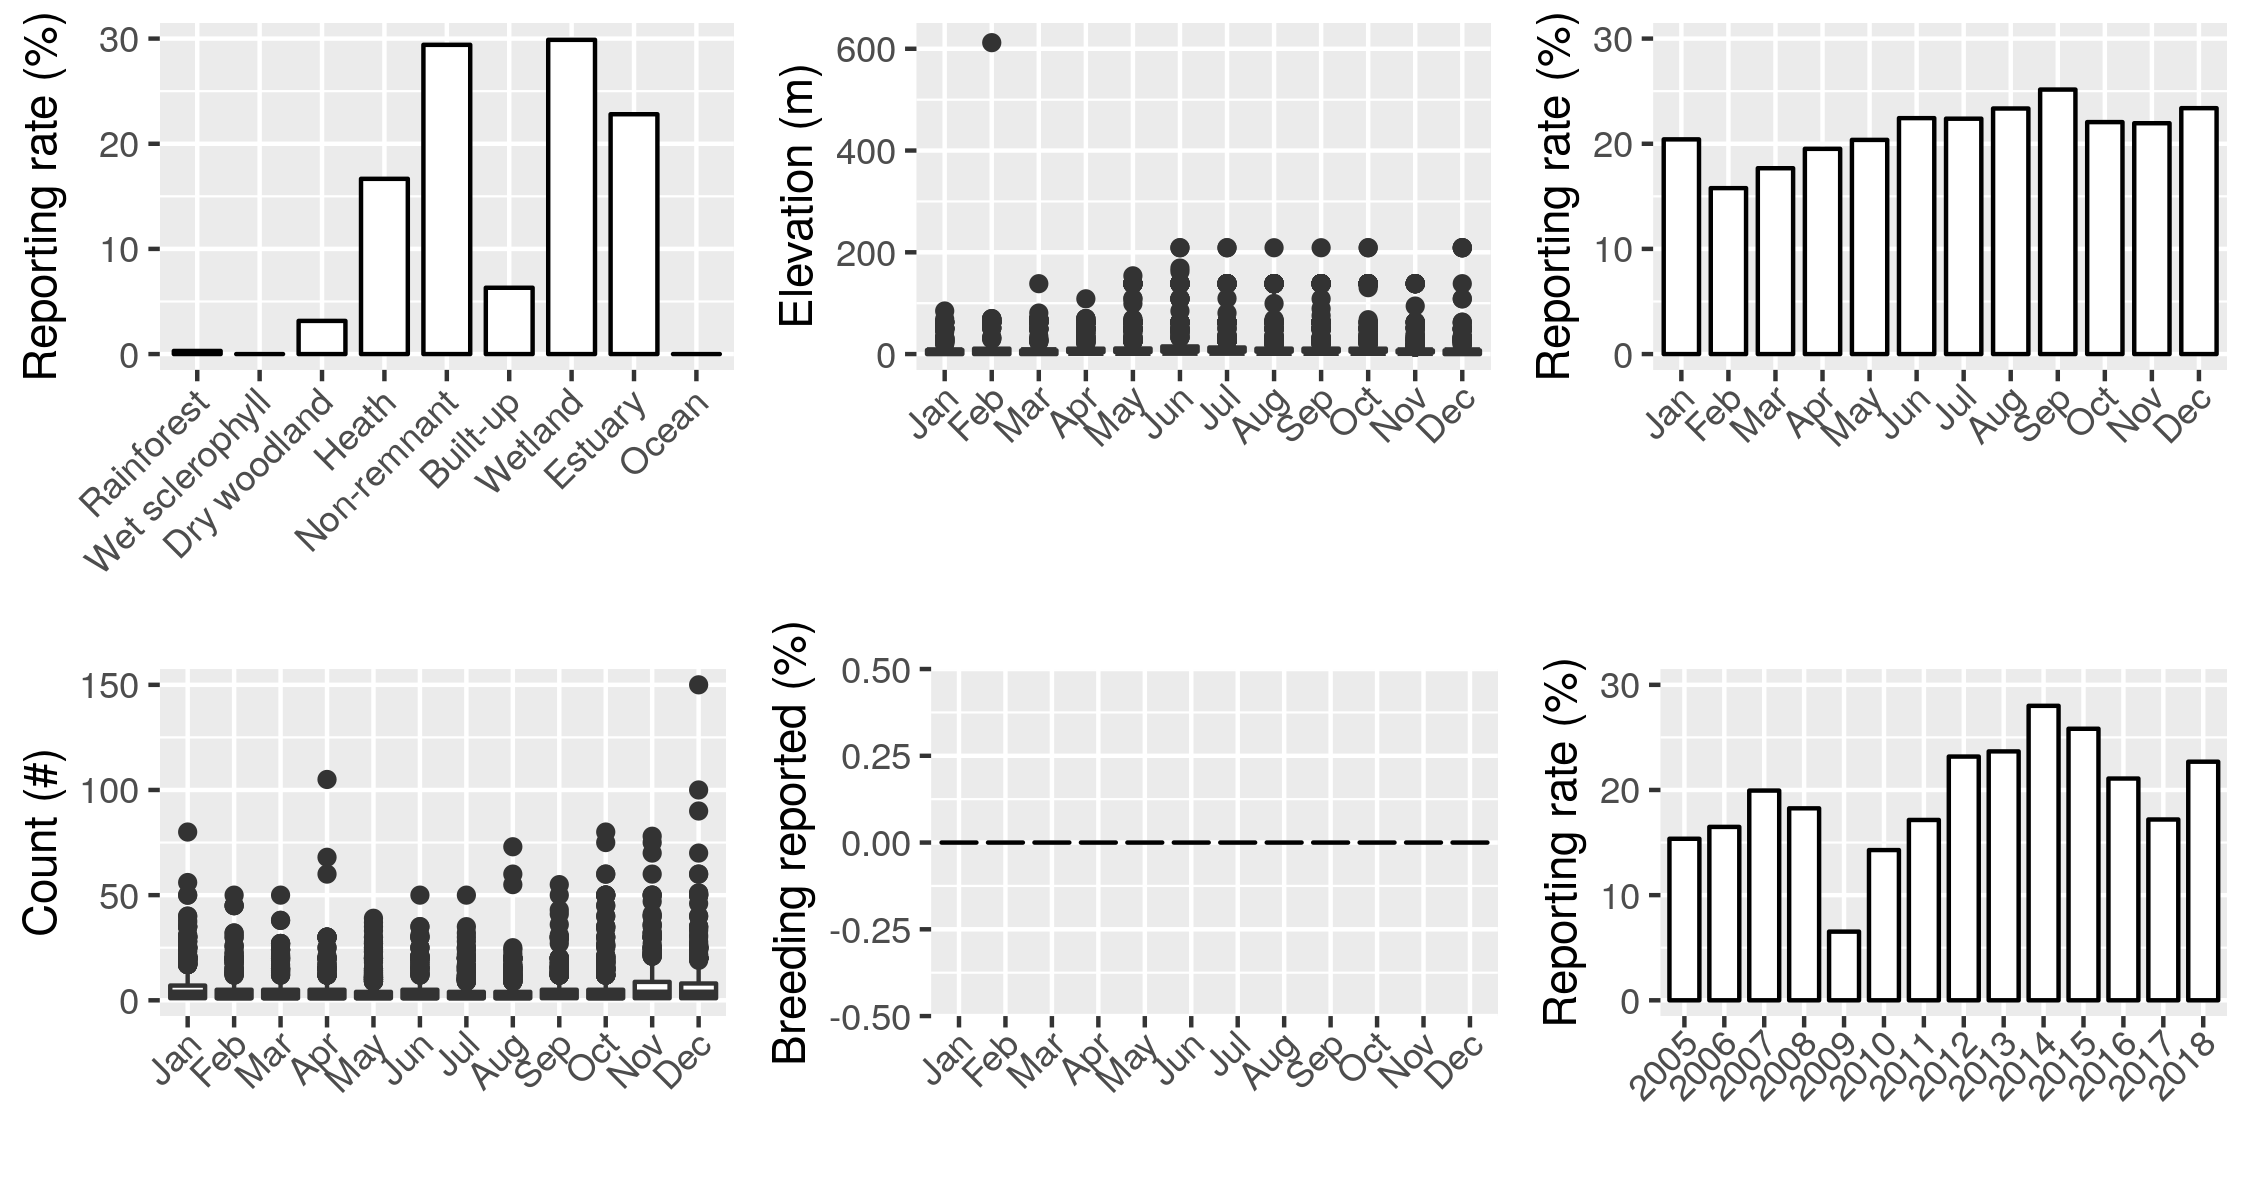 Reporting rate (%)
30
20
10
0
Rainforest
Wet sclerophyll
Dry woodland
Heath
Non-remnant
Built-up
Wetland
Estuary
Ocean
Elevation (m)
600
400
200
0
Jan
Feb
Mar
Apr
May
Jun
Jul
Aug
Sep
Oct
Nov
Dec
Reporting rate (%)
30
20
10
0
Jan
Feb
Mar
Apr
May
Jun
Jul
Aug
Sep
Oct
Nov
Dec
Count (#)
150
100
50
0
Jan
Feb
Mar
Apr
May
Jun
Jul
Aug
Sep
Oct
Nov
Dec
Breeding reported (%)
0.50
0.25
0.00
-0.25
-0.50
Jan
Feb
Mar
Apr
May
Jun
Jul
Aug
Sep
Oct
Nov
Dec
Reporting rate (%)
30
20
10
0
2005
2006
2007
2008
2009
2010
2011
2012
2013
2014
2015
2016
2017
2018